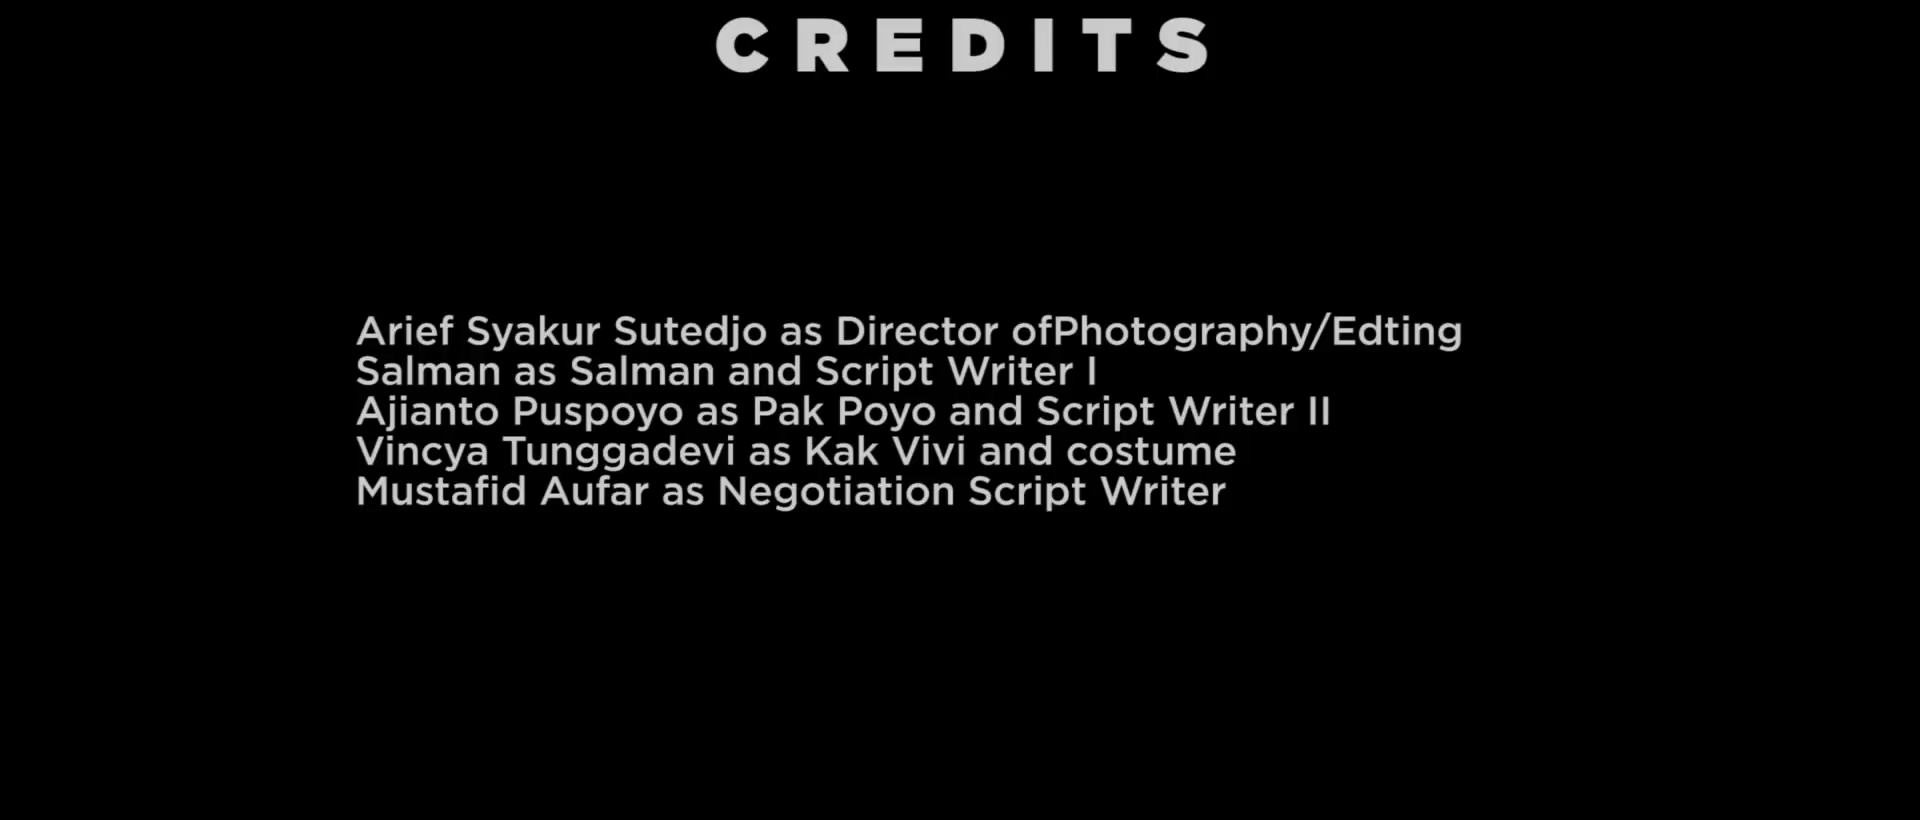 CREDITS
Arief Syakur Sutedjo as Director ofPhotography/Edting
Salman as Salman and Script Writer I
Ajianto Puspoyo as Pak Poyo and Script Writer II
Vincya Tunggadevi as Kak Vivi and costume
Mustafid Aufar as Negotiation Script Writer